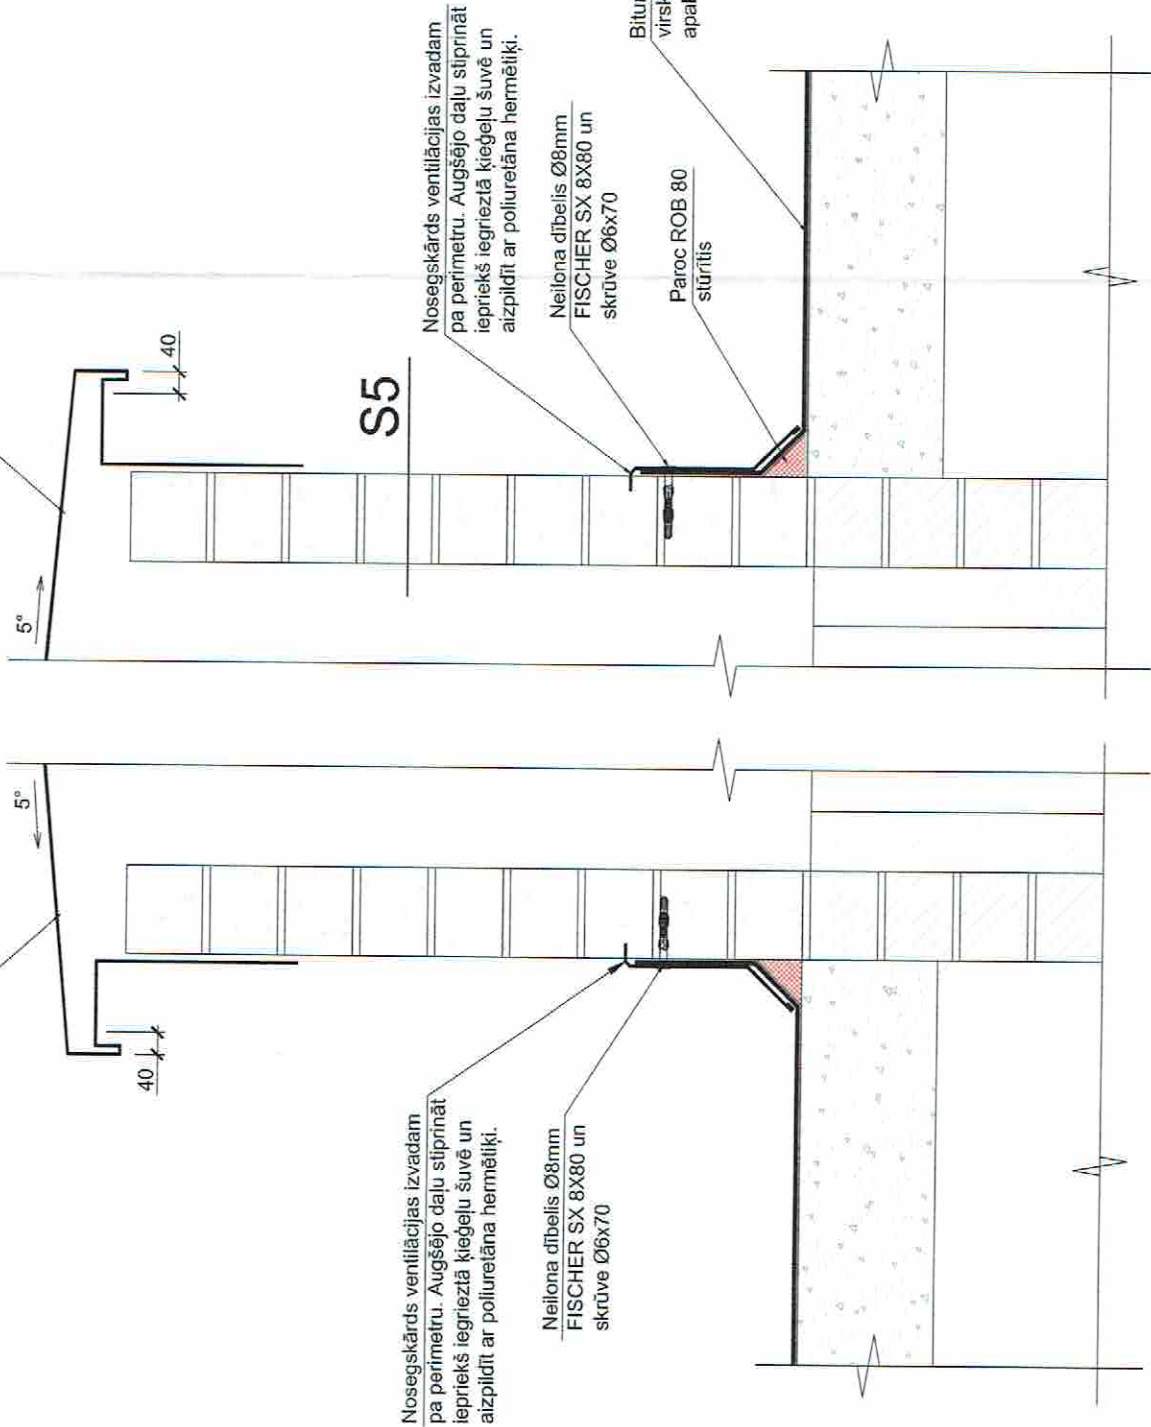 5°
5°
40
40
S5
Nosegskārds ventilācijas izvadam
pa perimetru. Augšējo daļu stiprināt
iepriekš iegrieztā ķieģeļu šuvē un
aizpildīt ar poliuretāna hermētiķi.
Neilona dībelis Ø8mm
FISCHER SX 8X80 un
skrūve Ø6x70
Nosegskārds ventilācijas izvadam
pa perimetru. Augšējo daļu stiprināt
iepriekš iegrieztā ķieģeļu šuvē un
aizpildīt ar poliuretāna hermētiķi.
Neilona dībelis Ø8mm
FISCHER SX 8X80 un
skrūve Ø6x70
Paroc ROB 80
stūrītis